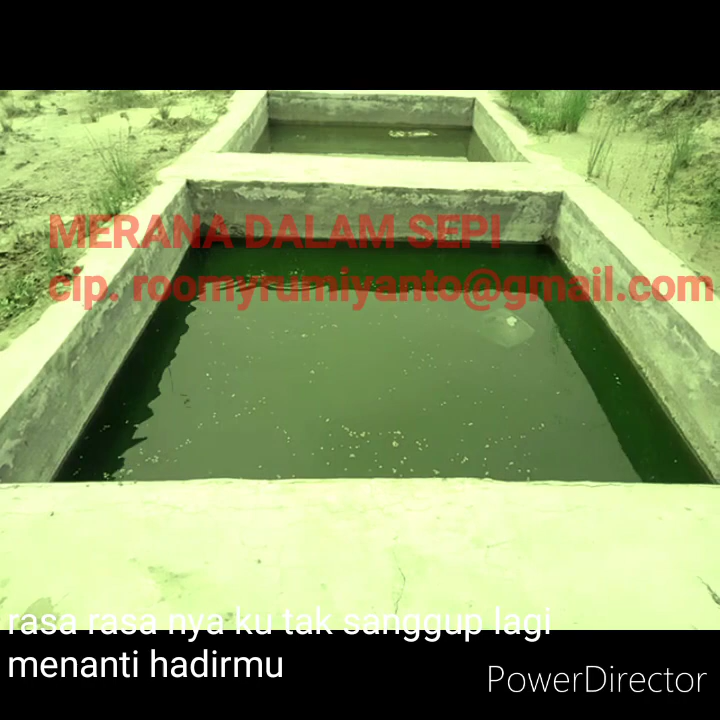 MERANA DALAM SEPI
cip. roomyrumiyanto@gmail.com
rasa rasa nya ku tak sanggup lagi
menanti hadirmu
PowerDirector